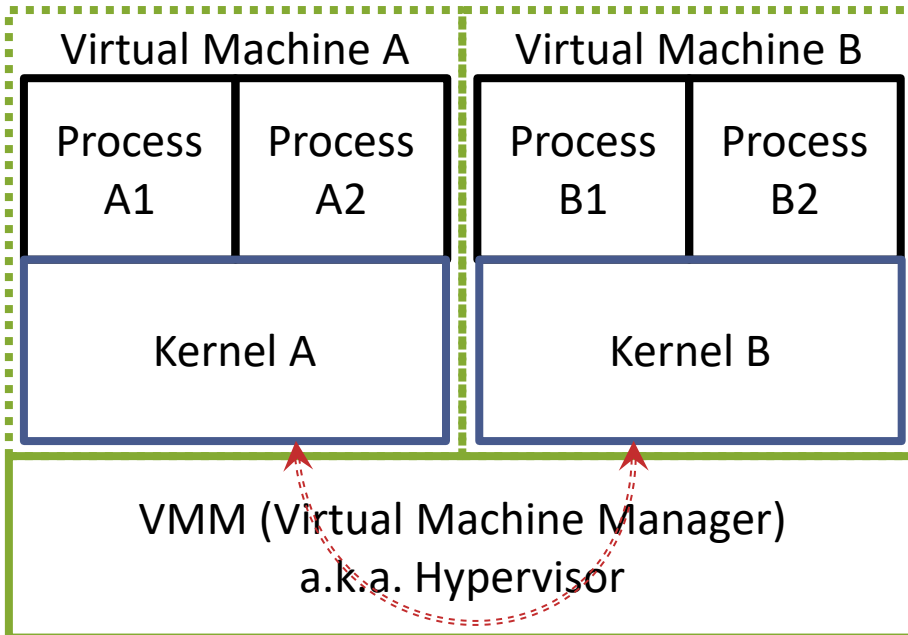 Virtual Machine A
Virtual Machine B
Process
A1
Process
A2
Process
B1
Process
B2
Kernel A
Kernel B
VMM (Virtual Machine Manager)
a.k.a. Hypervisor